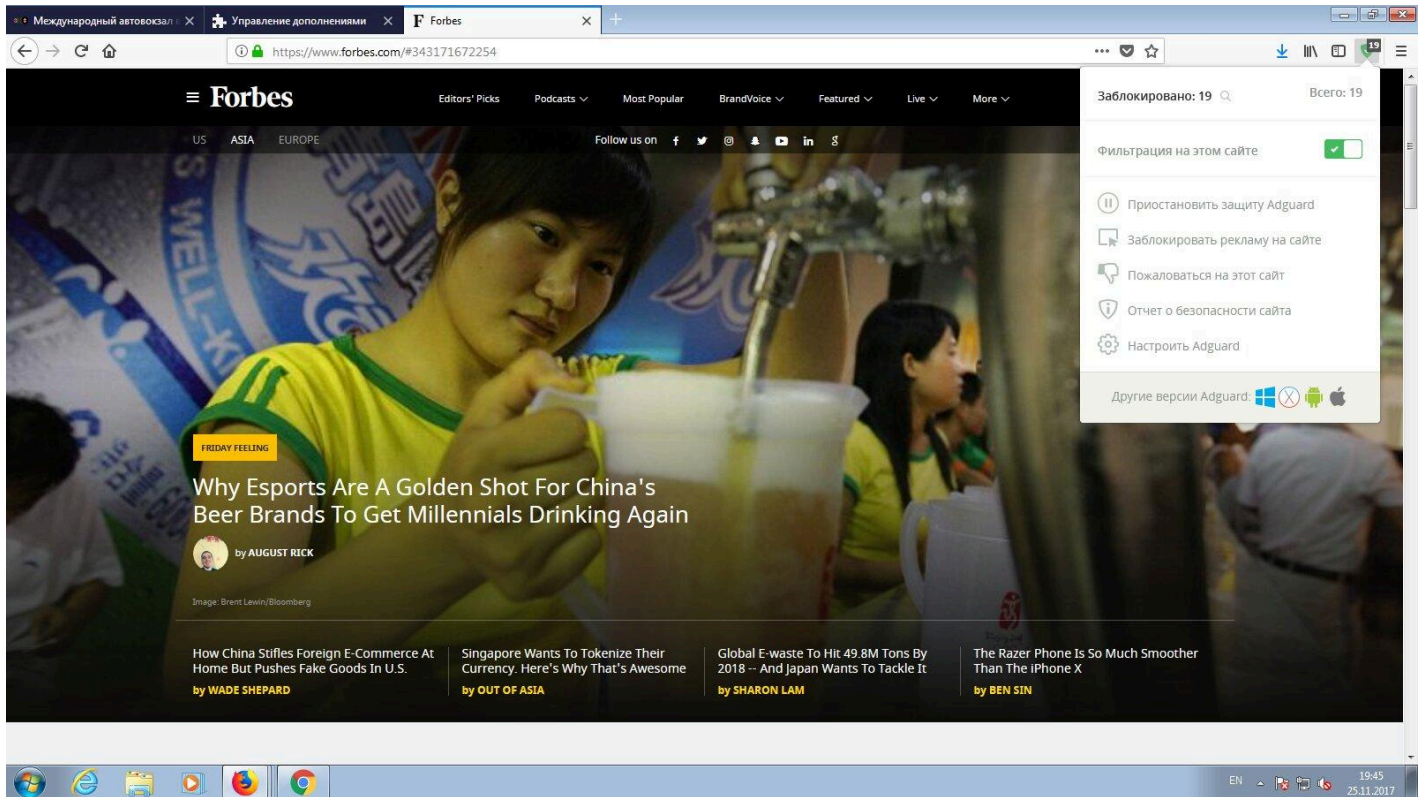 Международный автовокзал в
Управление дополнениями
F Forbes
https://www.forbes.com/#343171672254
19
Forbes
Editors' Picks
Podcasts
Most Popular
BrandVoice
Featured
Live
More
US
ASIA
EUROPE
Follow us on
Заблокировано: 19
Всего: 19
Фильтрация на этом сайте
Приостановить защиту Adguard
Заблокировать рекламу на сайте
Пожаловаться на этот сайт
Отчет о безопасности сайта
Настроить Adguard
Другие версии Adguard:
WELL-K
FRIDAY FEELING
Why Esports Are A Golden Shot For China's
Beer Brands To Get Millennials Drinking Again
by AUGUST RICK
Image: Brent Lewin/Bloomberg
How China Stifles Foreign E-Commerce At
Home But Pushes Fake Goods In U.S.
by WADE SHEPARD
Singapore Wants To Tokenize Their
Currency. Here's Why That's Awesome
by OUT OF ASIA
Global E-waste To Hit 49.8M Tons By
2018 -- And Japan Wants To Tackle It
by SHARON LAM
The Razer Phone Is So Much Smoother
Than The iPhone X
by BEN SIN
EN
19:45
25.11.2017